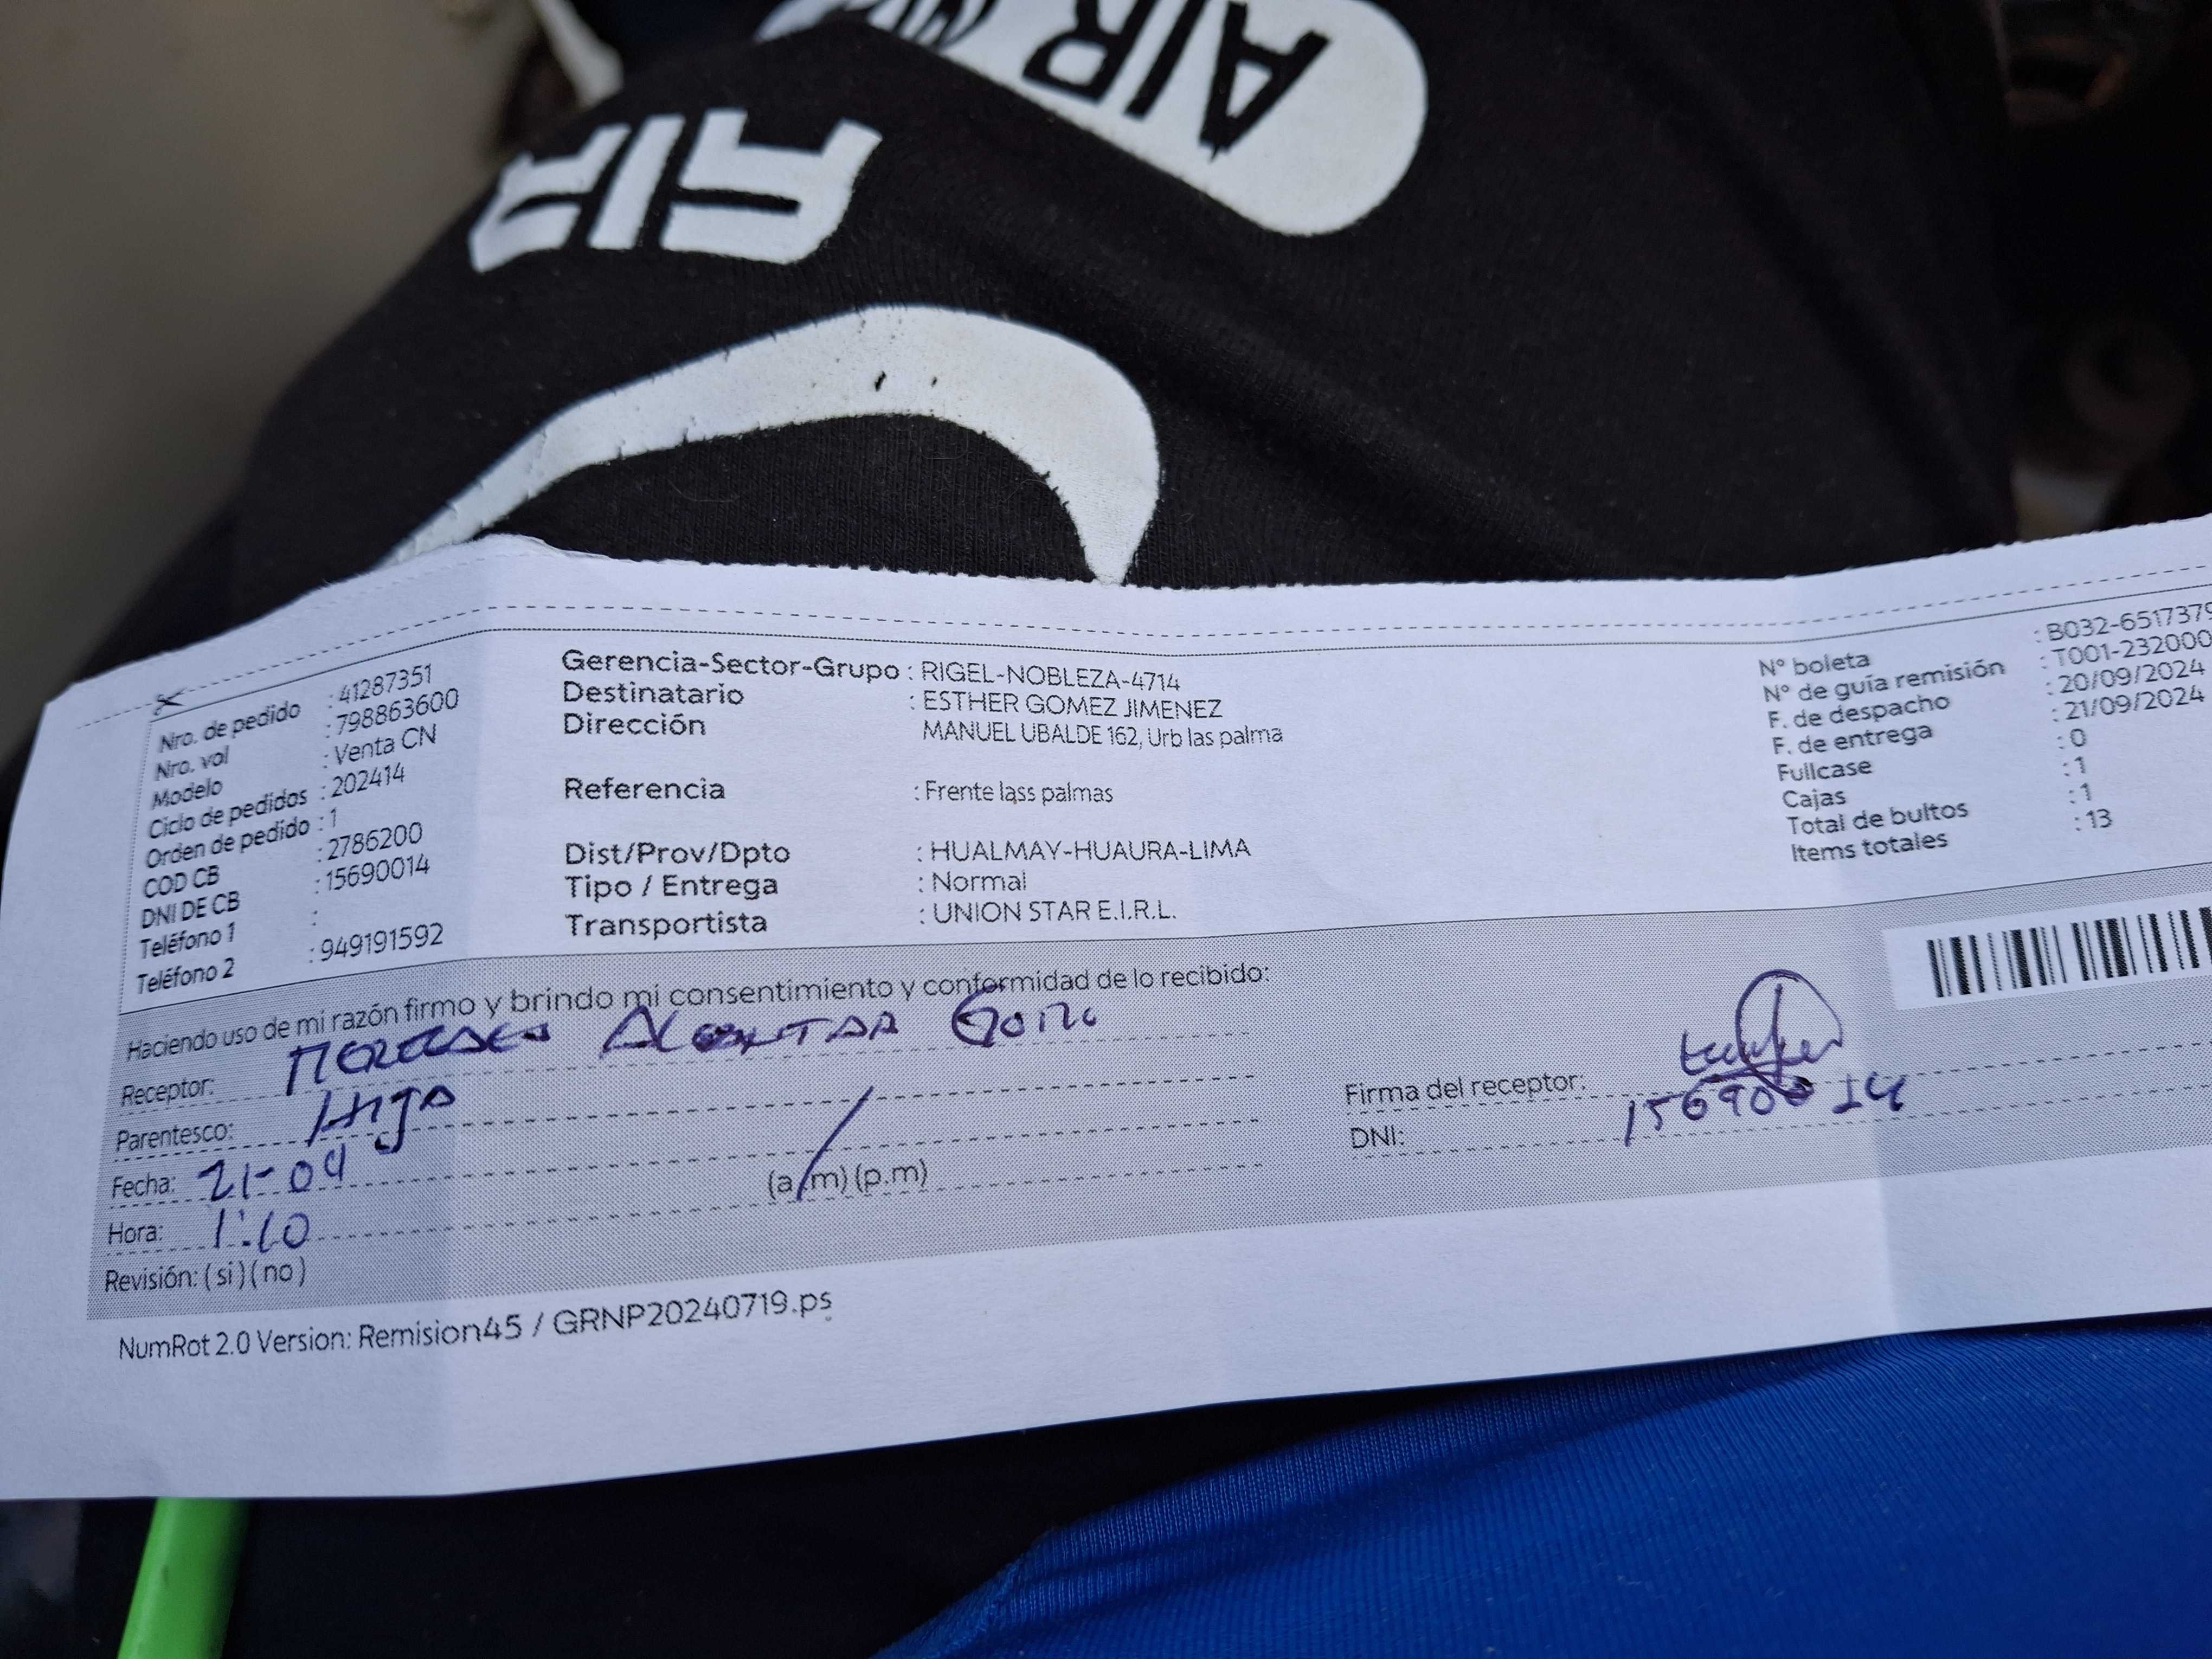 AIR
AIR
Nro. de pedido : 41287351
Nro. vol : 798863600
Modelo : Venta CN
Ciclo de pedidos : 202414
Orden de pedido : 1
COD CB : 2786200
DNI DE CB : 15690014
Teléfono 1 :
Teléfono 2 : 949191592
Gerencia-Sector-Grupo : RIGEL-NOBLEZA-4714
Destinatario : ESTHER GOMEZ JIMENEZ
Dirección MANUEL UBALDE 162, Urb las palma
Referencia : Frente lass palmas
Dist/Prov/Dpto : HUALMAY-HUAURA-LIMA
Tipo / Entrega : Normal
Transportista : UNION STAR E.I.R.L.
N° boleta : B032-6517379
N° de guía remisión : T001-232000
F. de despacho : 20/09/2024
F. de entrega : 21/09/2024
Fullcase : 0
Cajas : 1
Total de bultos : 1
Items totales : 13
Haciendo uso de mi razón firmo y brindo mi consentimiento y conformidad de lo recibido:
Receptor:
Parentesco: Hija
Fecha: 21-09
Hora: 1:10 (a.m) (p.m)
Revisión: ( si ) ( no )
Firma del receptor:
DNI: 15690014
NumRot 2.0 Version: Remision45 / GRNP20240719.ps